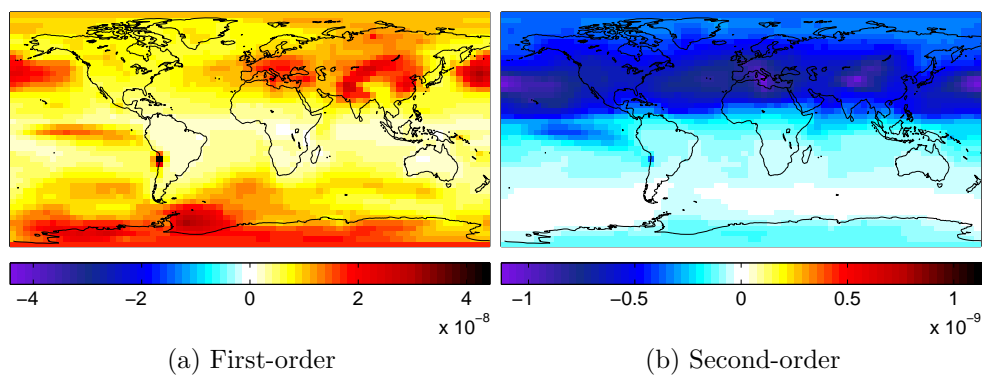 −4 −2 0 2 4
x 10⁻⁸
(a) First-order
−1 −0.5 0 0.5 1
x 10⁻⁹
(b) Second-order